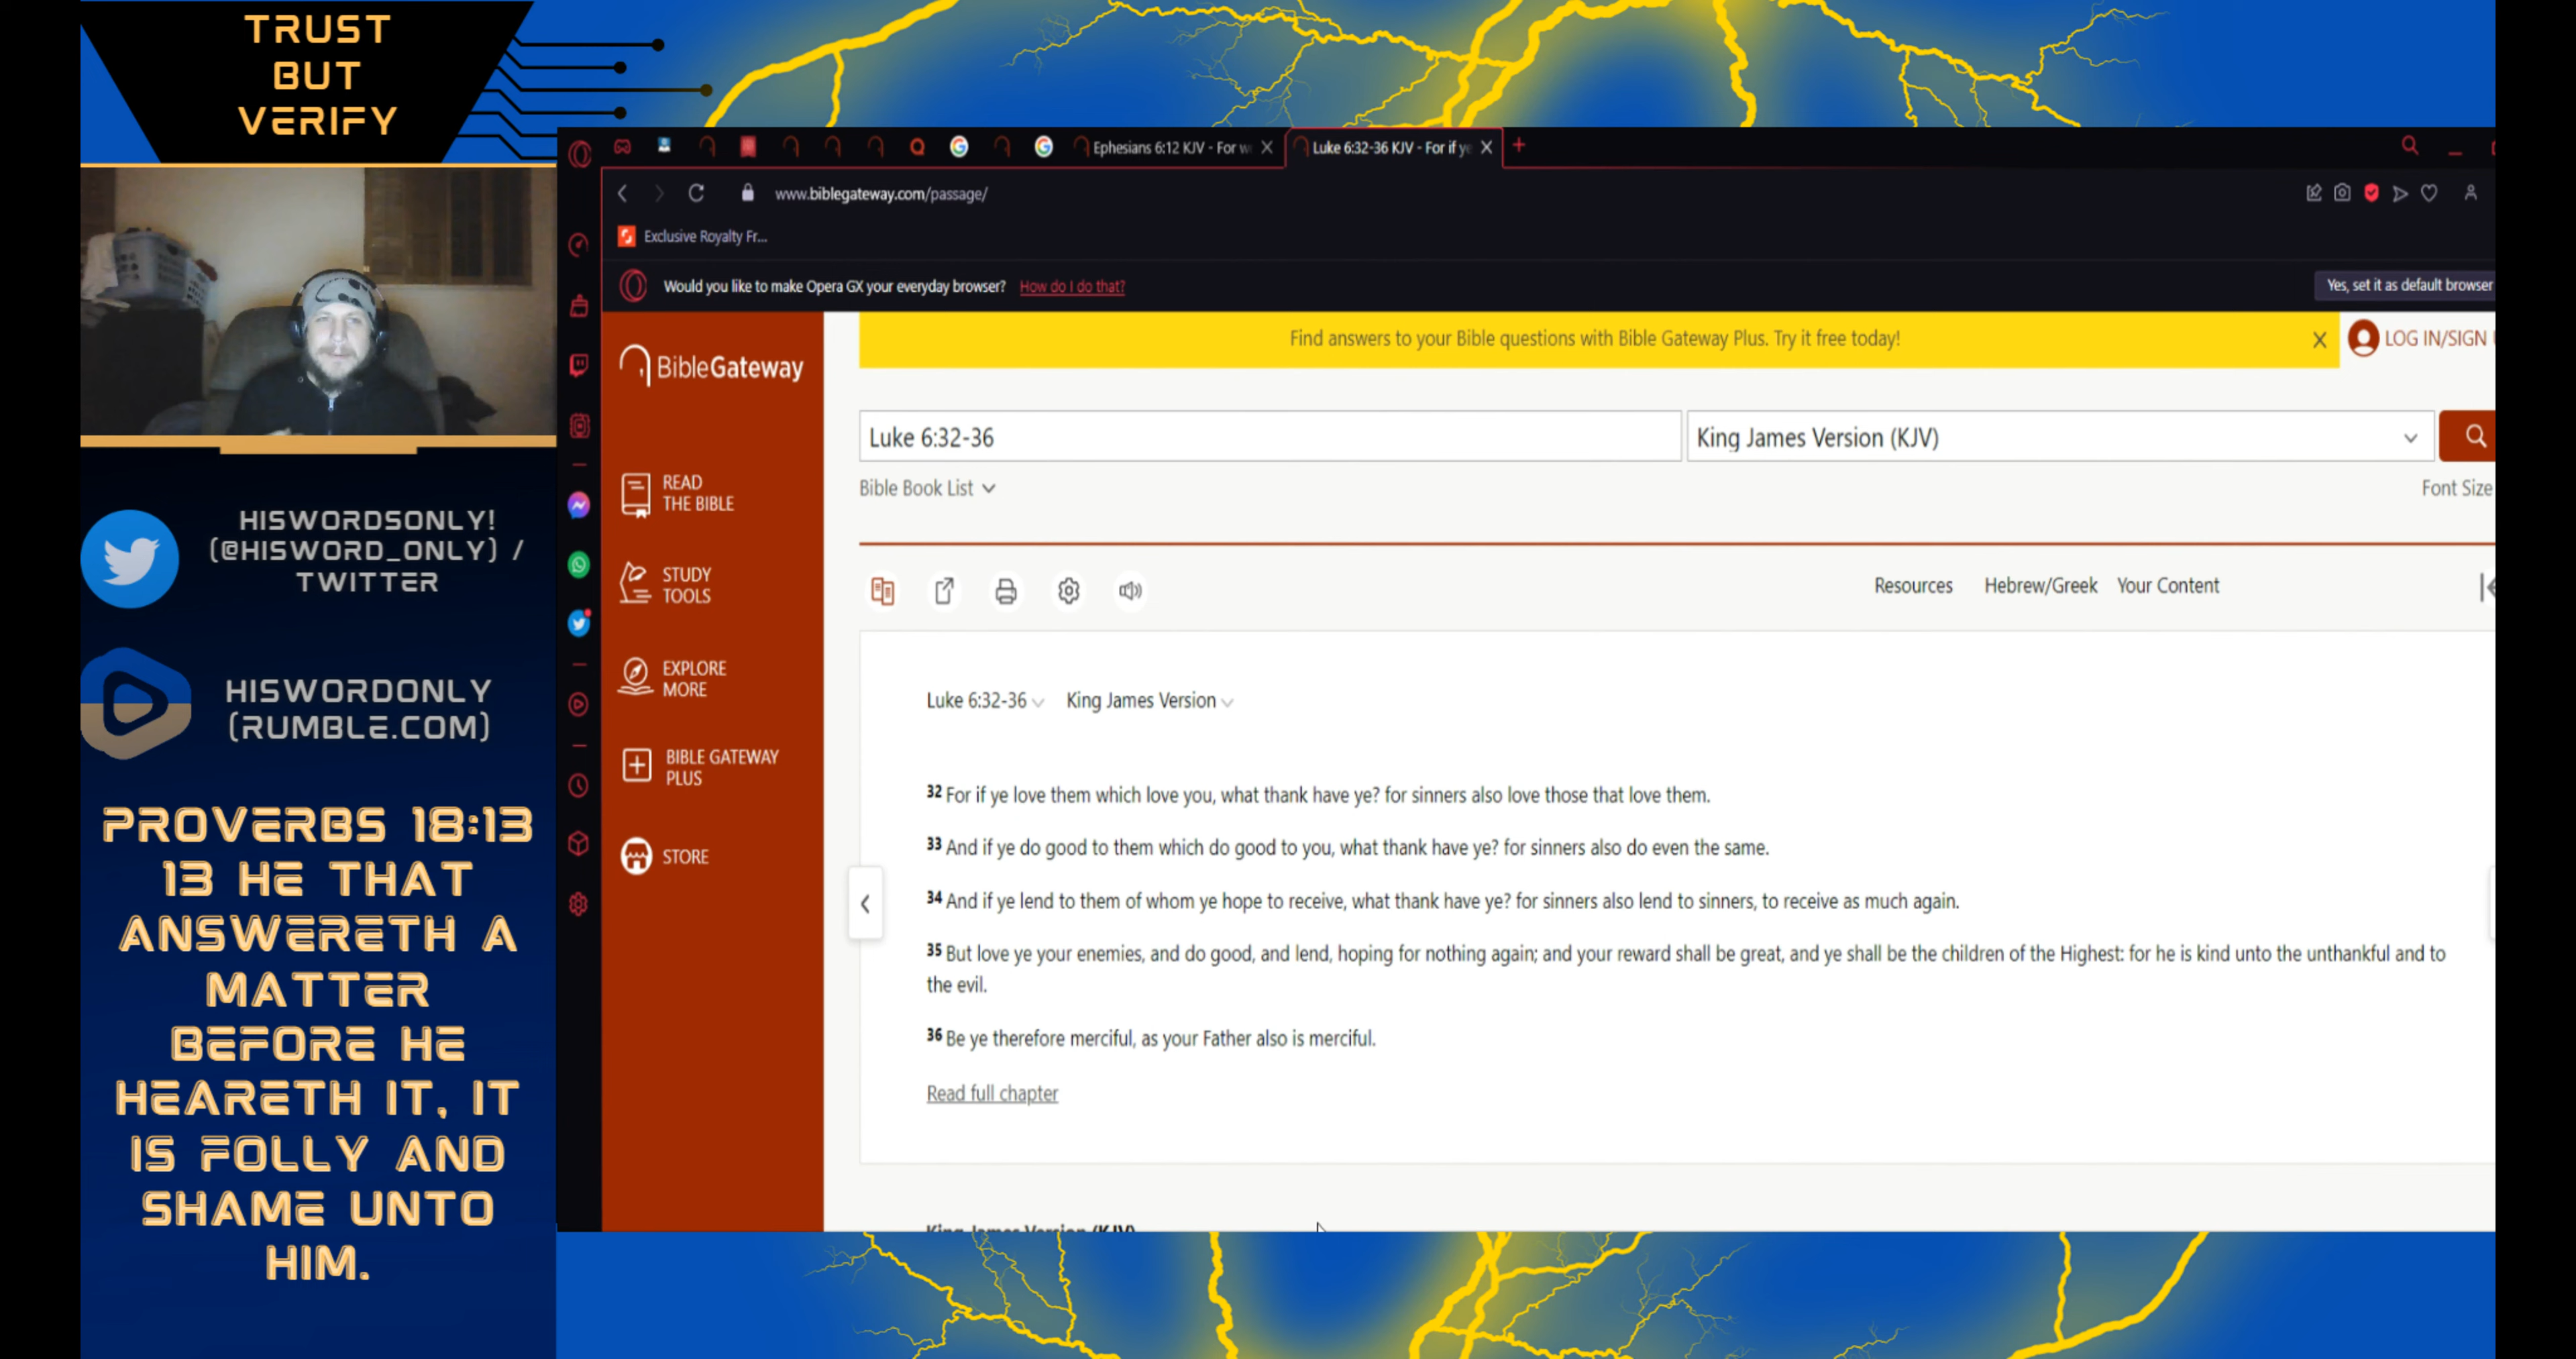 TRUST
BUT
VERIFY
Ephesians 6:12 KJV - For w
Luke 6:32-36 KJV - For if ye
www.biblegateway.com/passage/
Exclusive Royalty Fr...
Would you like to make Opera GX your everyday browser? How do I do that?
Yes, set it as default browser
BibleGateway
Find answers to your Bible questions with Bible Gateway Plus. Try it free today!
LOG IN/SIGN
Luke 6:32-36
King James Version (KJV)
Bible Book List
Font Size
READ
THE BIBLE
STUDY
TOOLS
EXPLORE
MORE
BIBLE GATEWAY
PLUS
STORE
Resources Hebrew/Greek Your Content
Luke 6:32-36 King James Version
32 For if ye love them which love you, what thank have ye? for sinners also love those that love them.
33 And if ye do good to them which do good to you, what thank have ye? for sinners also do even the same.
34 And if ye lend to them of whom ye hope to receive, what thank have ye? for sinners also lend to sinners, to receive as much again.
35 But love ye your enemies, and do good, and lend, hoping for nothing again; and your reward shall be great, and ye shall be the children of the Highest: for he is kind unto the unthankful and to
the evil.
36 Be ye therefore merciful, as your Father also is merciful.
Read full chapter
King James Version (KJV)
HISWORDSONLY!
(@HISWORD_ONLY) /
TWITTER
HISWORDONLY
(RUMBLE.COM)
PROVERBS 18:13
13 HE THAT
ANSWERETH A
MATTER
BEFORE HE
HEARETH IT, IT
IS FOLLY AND
SHAME UNTO
HIM.